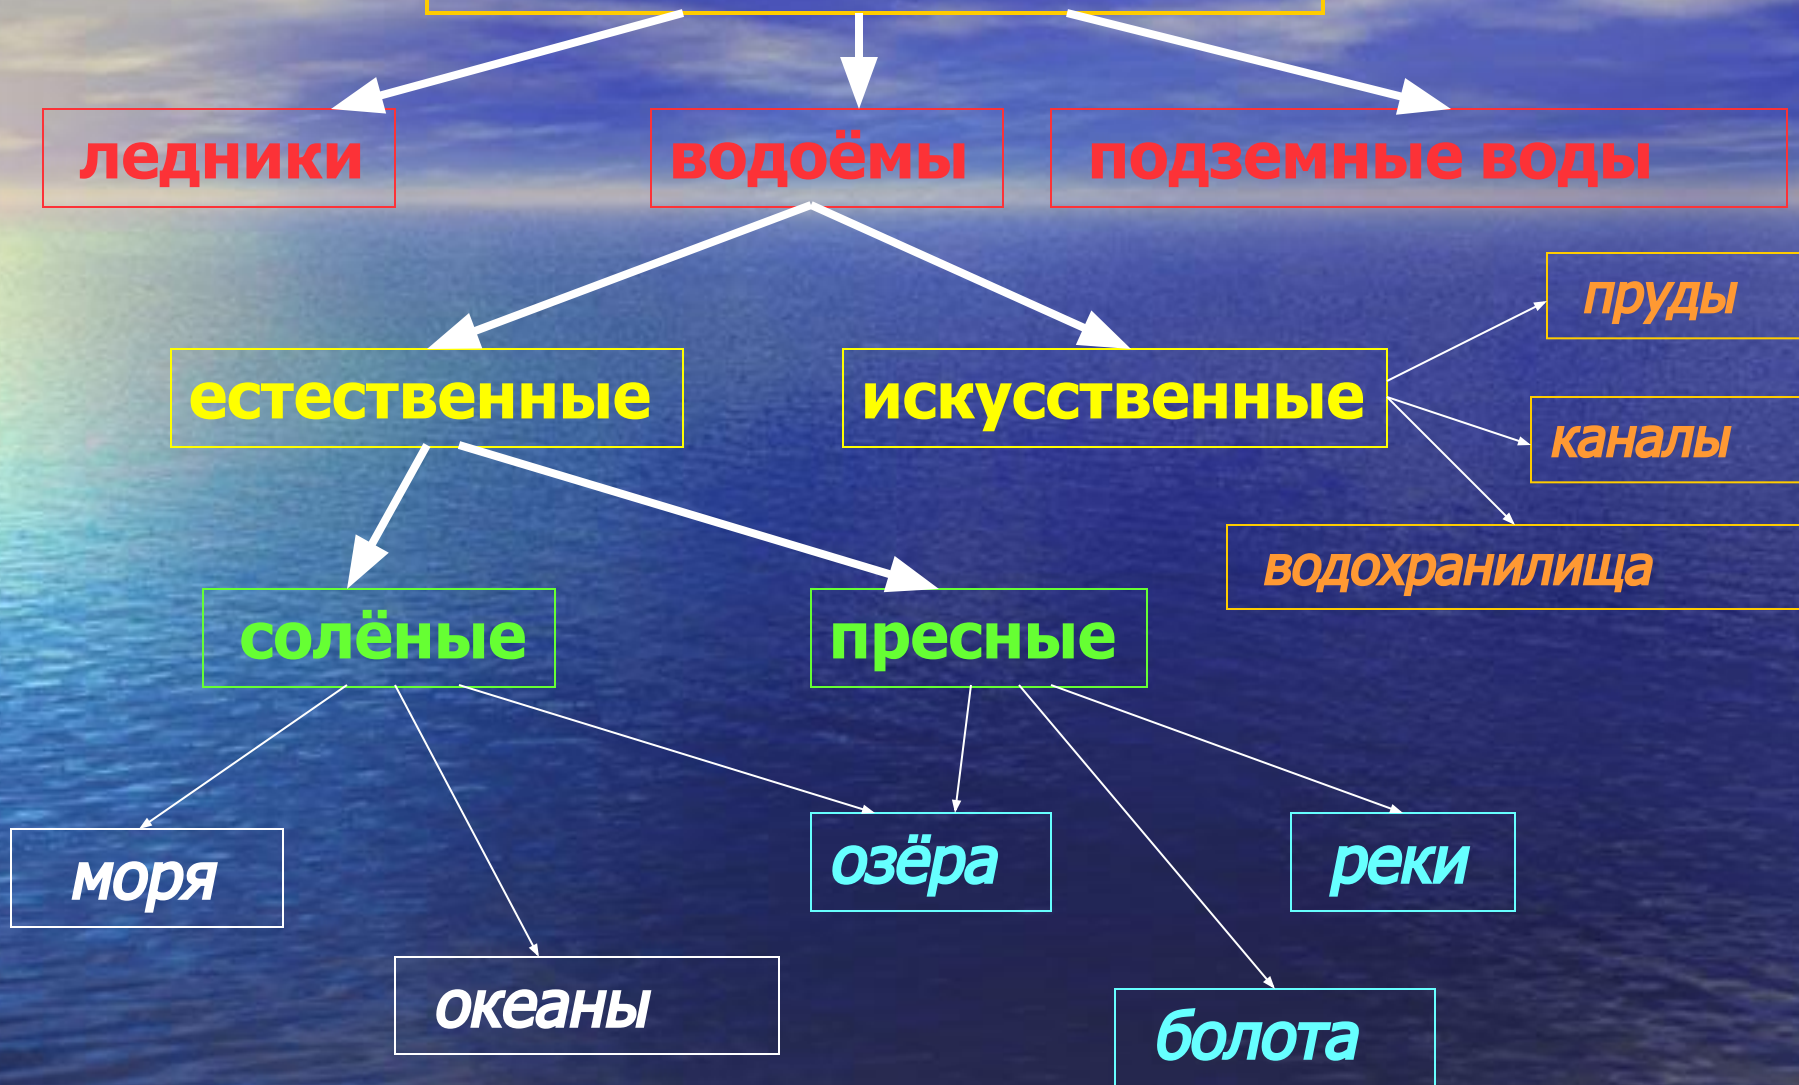 ледники
водоёмы
подземные воды
пруды
естественные
искусственные
каналы
водохранилища
солёные
пресные
моря
озёра
реки
океаны
болота